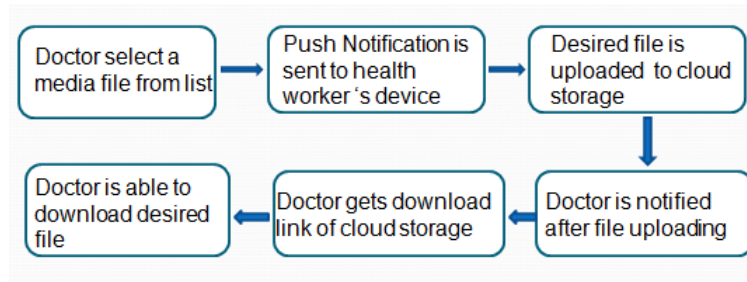 Doctor select a
media file from list
Push Notification is
sent to health
worker ‘s device
Desired file is
uploaded to cloud
storage
Doctor is notified
after file uploading
Doctor gets download
link of cloud storage
Doctor is able to
download desired
file